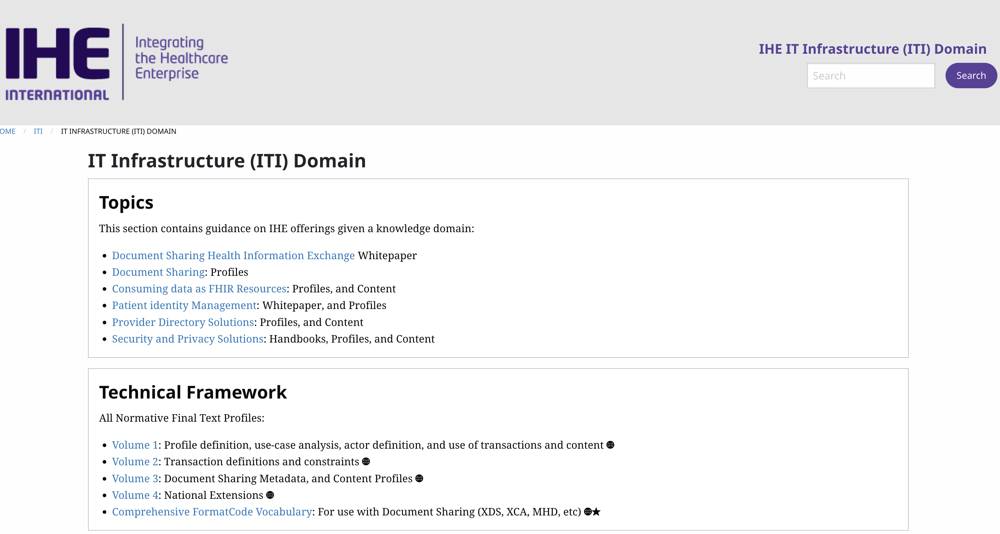 IHE
INTERNATIONAL
Integrating
the Healthcare
Enterprise
IHE IT Infrastructure (ITI) Domain
Search
Search
OME / ITI / IT INFRASTRUCTURE (ITI) DOMAIN
IT Infrastructure (ITI) Domain
Topics
This section contains guidance on IHE offerings given a knowledge domain:
• Document Sharing Health Information Exchange Whitepaper
• Document Sharing: Profiles
• Consuming data as FHIR Resources: Profiles, and Content
• Patient identity Management: Whitepaper, and Profiles
• Provider Directory Solutions: Profiles, and Content
• Security and Privacy Solutions: Handbooks, Profiles, and Content
Technical Framework
All Normative Final Text Profiles:
• Volume 1: Profile definition, use-case analysis, actor definition, and use of transactions and content
• Volume 2: Transaction definitions and constraints
• Volume 3: Document Sharing Metadata, and Content Profiles
• Volume 4: National Extensions
• Comprehensive FormatCode Vocabulary: For use with Document Sharing (XDS, XCA, MHD, etc) ★